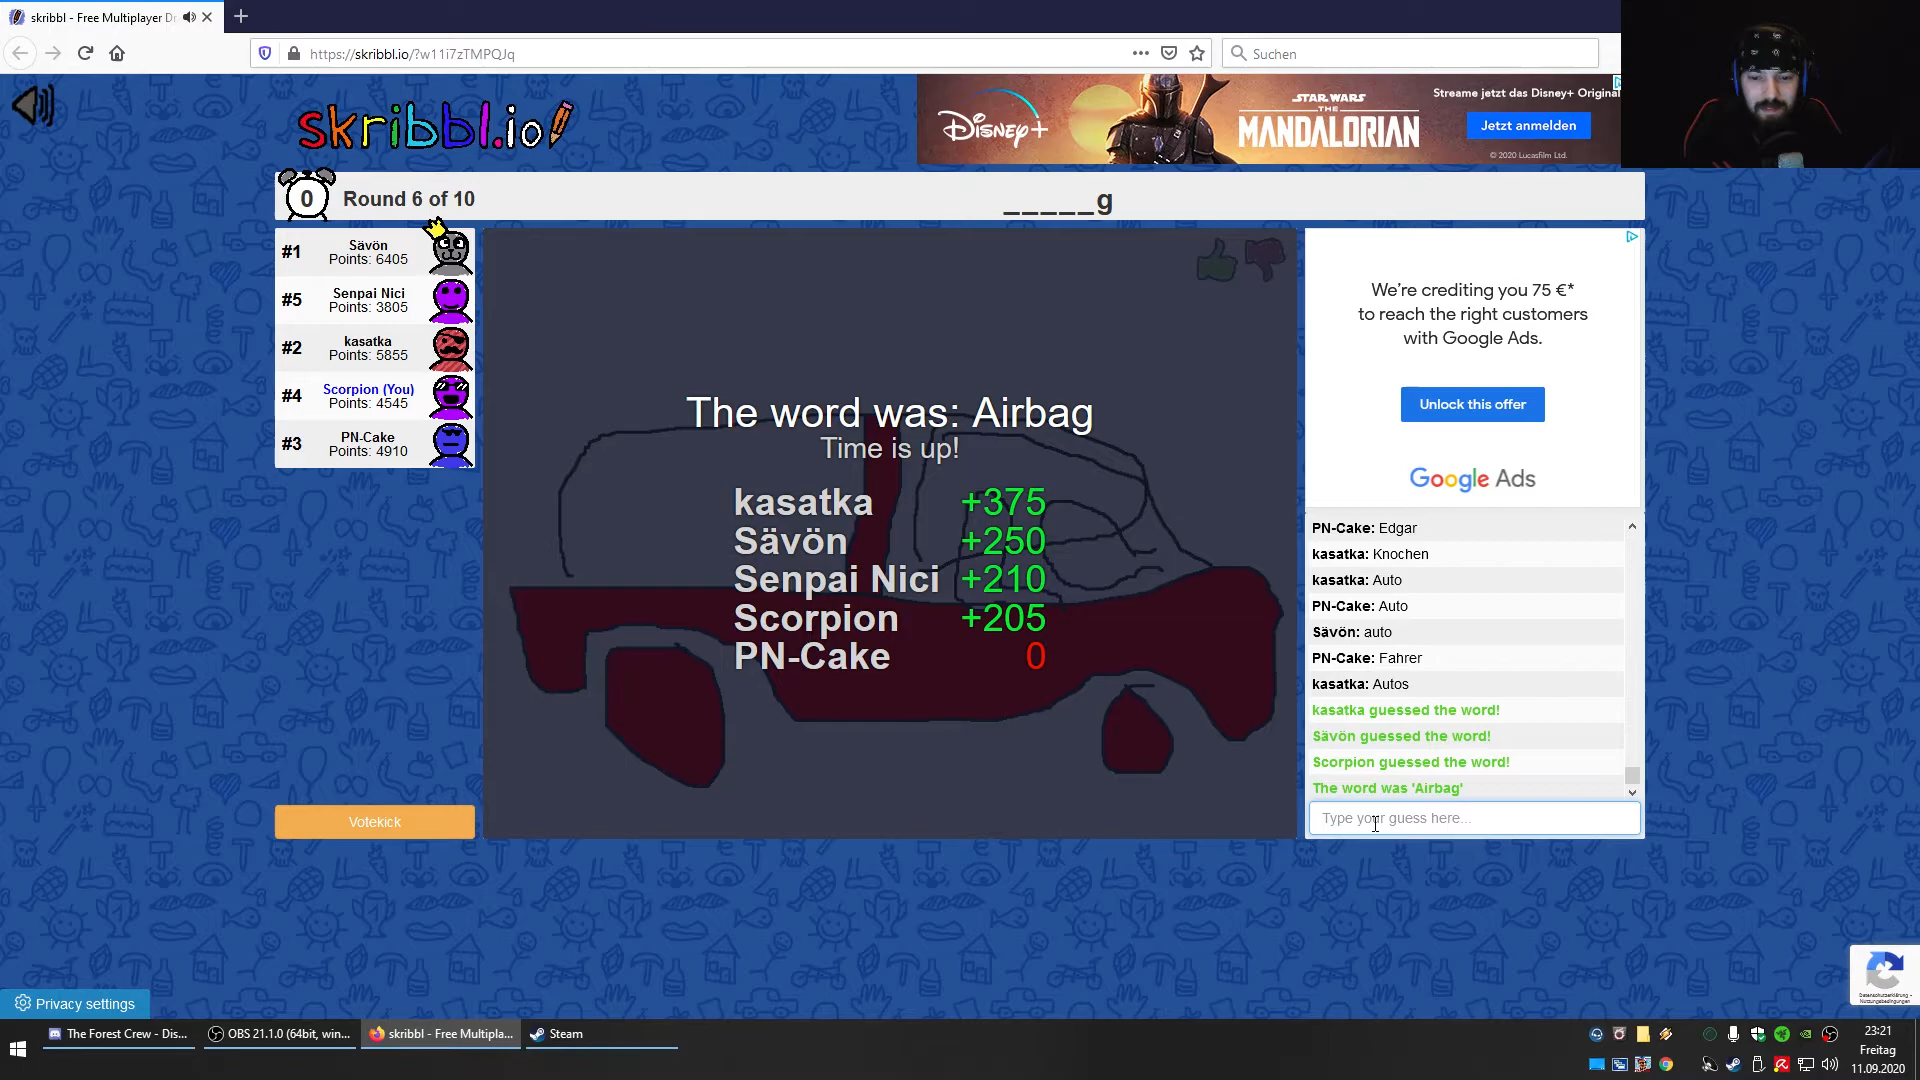 skribbl - Free Multiplayer Dr
https://skribbl.io/?w11i7zTMPQJq
Suchen
skribbl.io
Disney+
STAR WARS
THE
MANDALORIAN
Streame jetzt das Disney+ Original
Jetzt anmelden
© 2020 Lucasfilm Ltd.
0
Round 6 of 10
_____g
#1
Sävön
Points: 6405
#5
Senpai Nici
Points: 3805
#2
kasatka
Points: 5855
#4
Scorpion (You)
Points: 4545
#3
PN-Cake
Points: 4910
Votekick
The word was: Airbag
Time is up!
kasatka +375
Sävön +250
Senpai Nici +210
Scorpion +205
PN-Cake 0
We're crediting you 75 €*
to reach the right customers
with Google Ads.
Unlock this offer
Google Ads
PN-Cake: Edgar
kasatka: Knochen
kasatka: Auto
PN-Cake: Auto
Sävön: auto
PN-Cake: Fahrer
kasatka: Autos
kasatka guessed the word!
Sävön guessed the word!
Scorpion guessed the word!
The word was 'Airbag'
Type your guess here...
Datenschutzerklärung -
Nutzungsbedingungen
Privacy settings
The Forest Crew - Dis...
OBS 21.1.0 (64bit, win...
skribbl - Free Multipla...
Steam
23:21
Freitag
11.09.2020